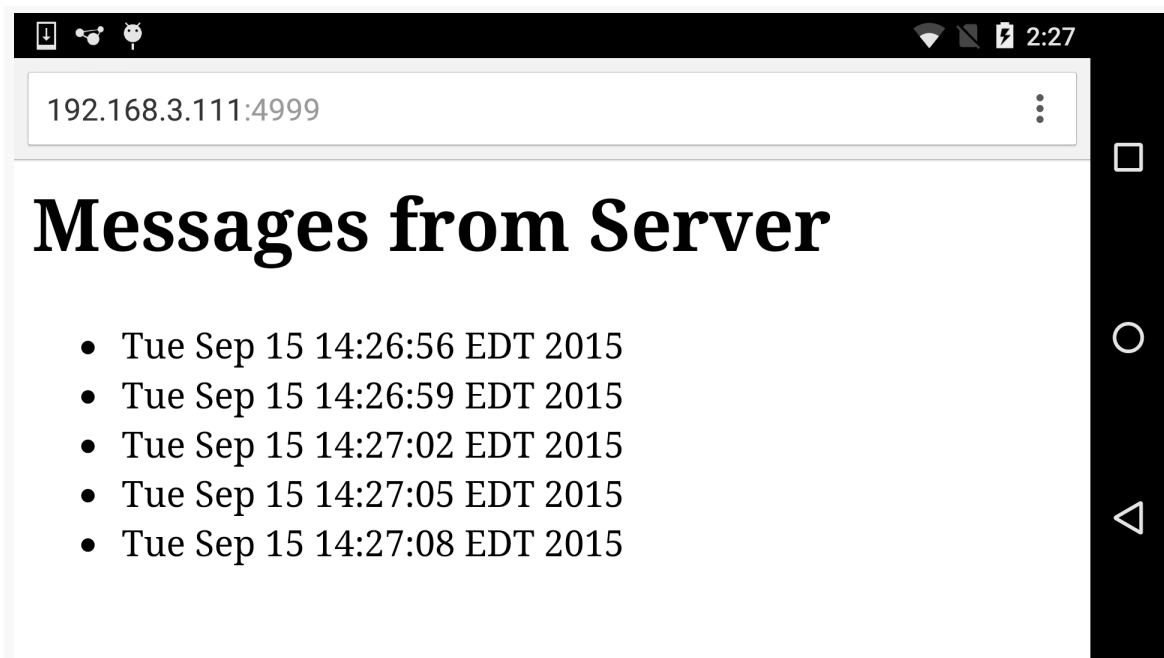 2:27
192.168.3.111:4999
Messages from Server
Tue Sep 15 14:26:56 EDT 2015
Tue Sep 15 14:26:59 EDT 2015
Tue Sep 15 14:27:02 EDT 2015
Tue Sep 15 14:27:05 EDT 2015
Tue Sep 15 14:27:08 EDT 2015